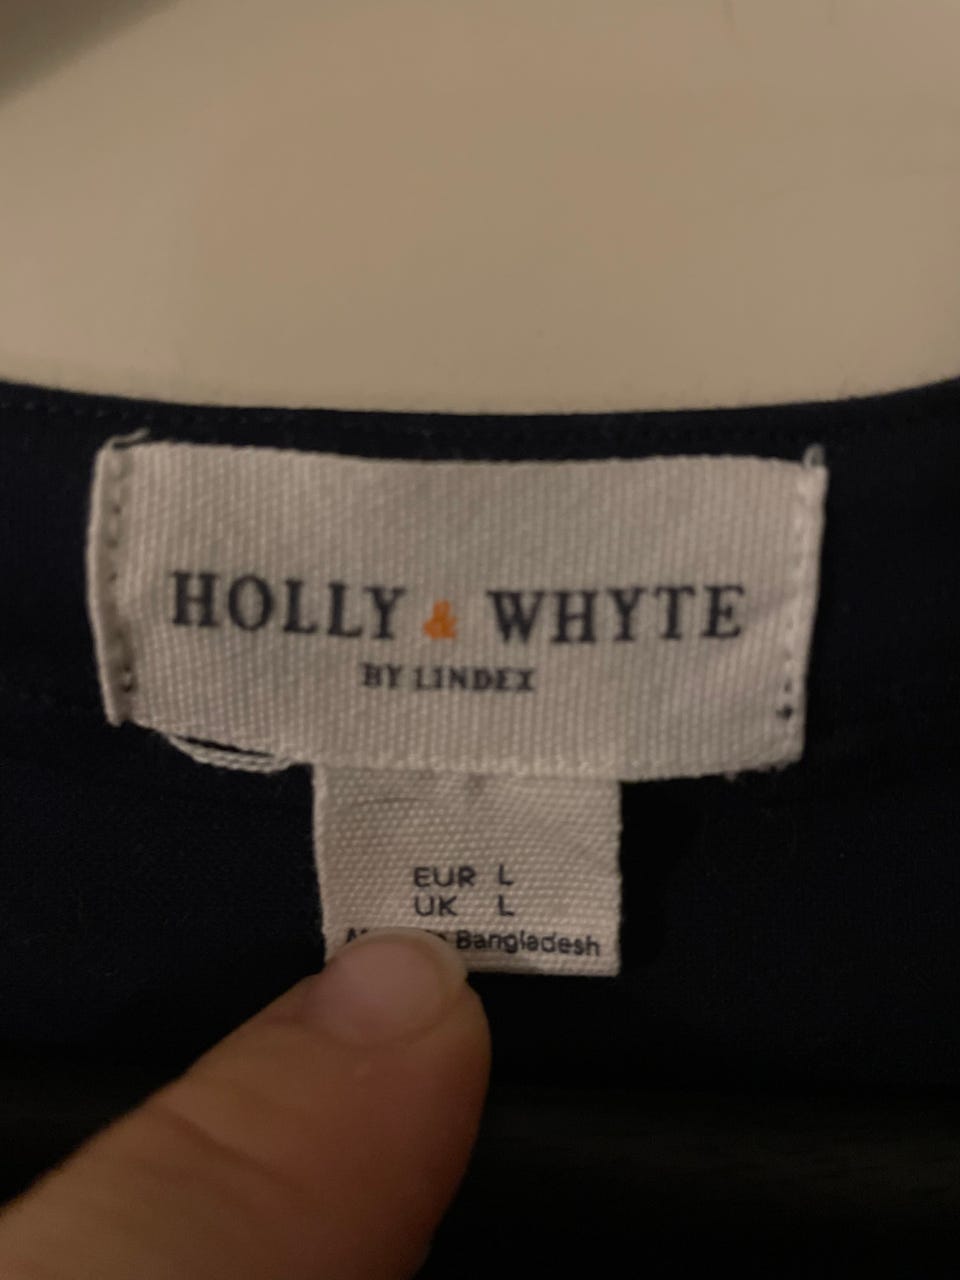 HOLLY & WHYTE
BY LINDEX
EUR L
UK L
Bangladesh